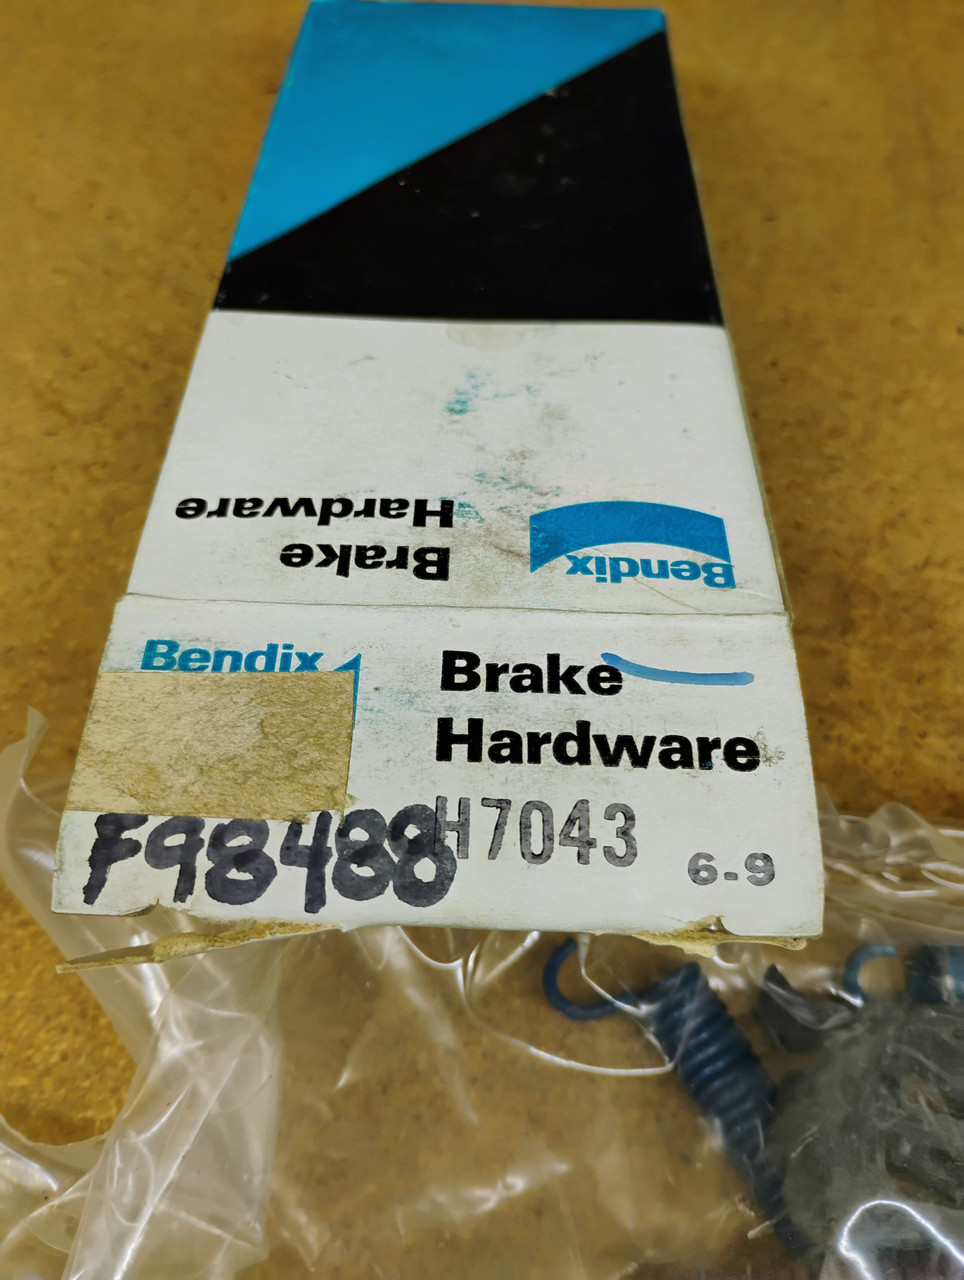 Brake
Hardware
Bendix
Bendix
Brake
Hardware
F98488
H7043
6-9